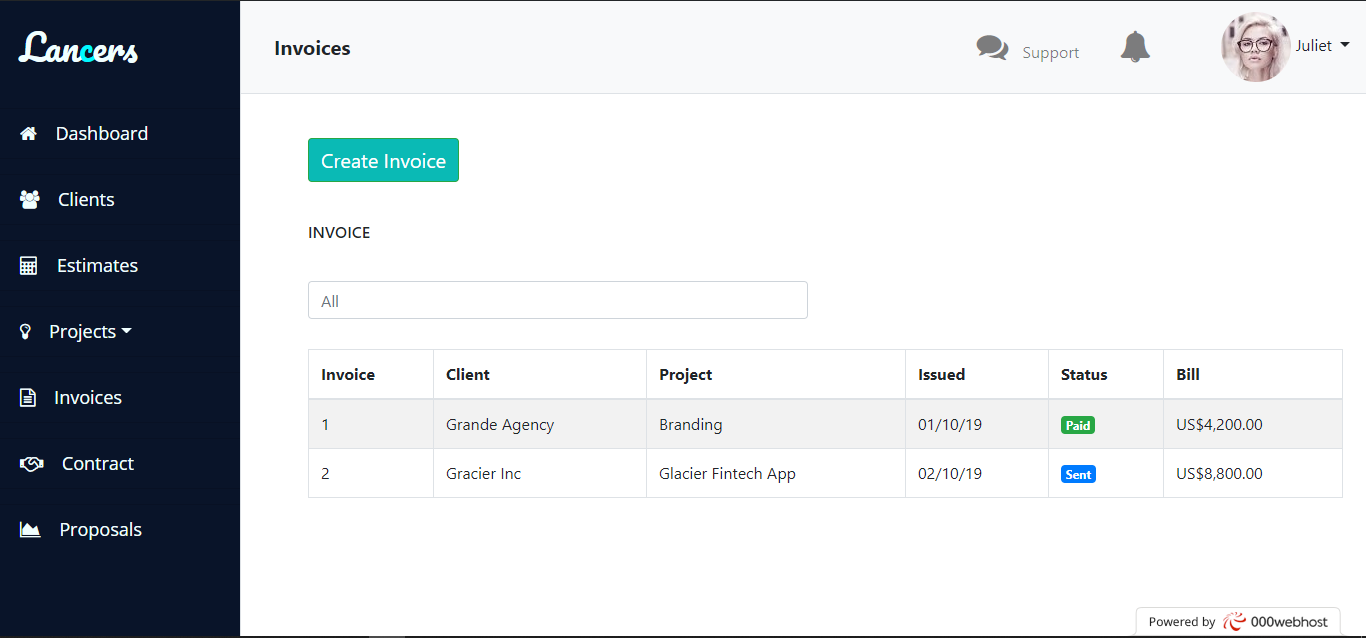 Lancers
Invoices
Support
Juliet
Dashboard
Clients
Estimates
Projects
Invoices
Contract
Proposals
Create Invoice
INVOICE
All
Invoice Client Project Issued Status Bill
1 Grande Agency Branding 01/10/19 Paid US$4,200.00
2 Gracier Inc Glacier Fintech App 02/10/19 Sent US$8,800.00
Powered by 000webhost